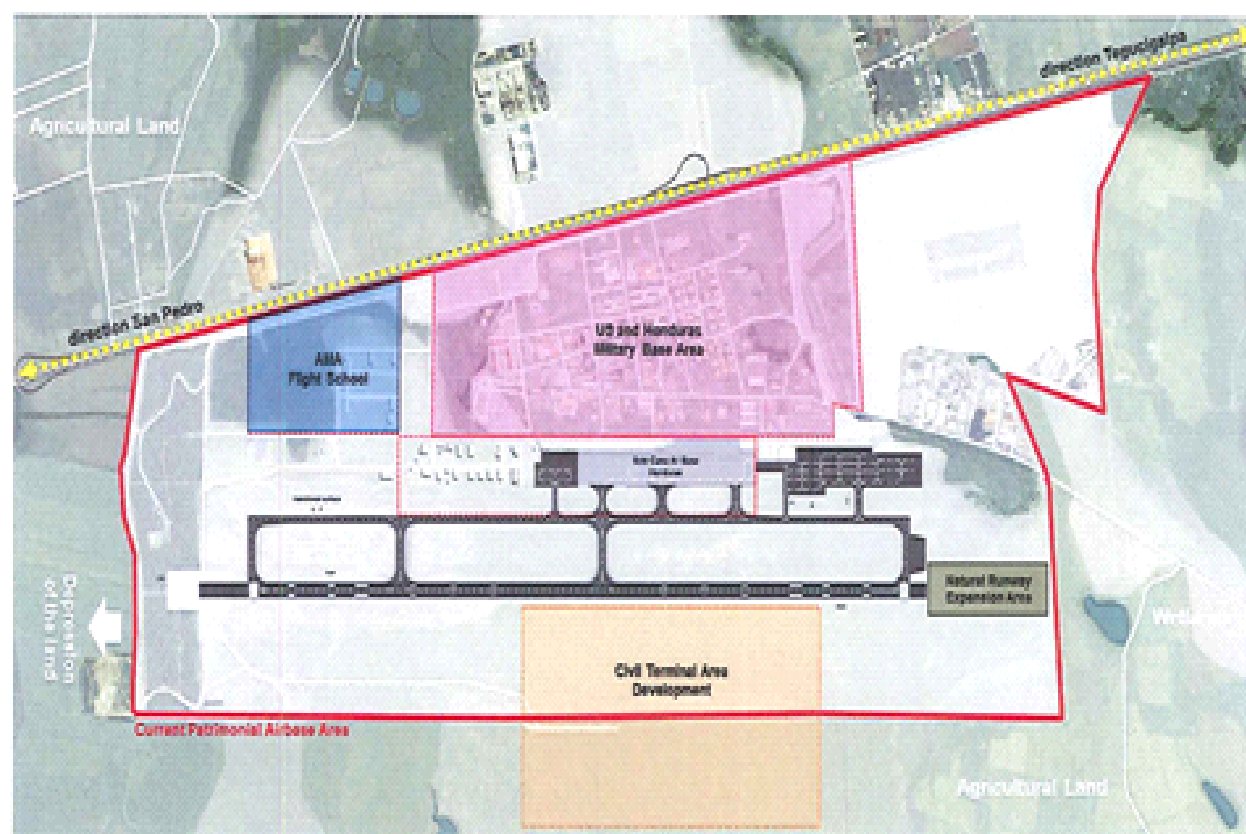 direction Tegucigalpa
Agricultural Land
direction San Pedro
US and Honduras
Military Base Area
AMA
Flight School
Natural Runway
Expansion Area
Depression
of the land
Civil Terminal Area
Development
Current Patrimonial Airbase Area
Agricultural Land